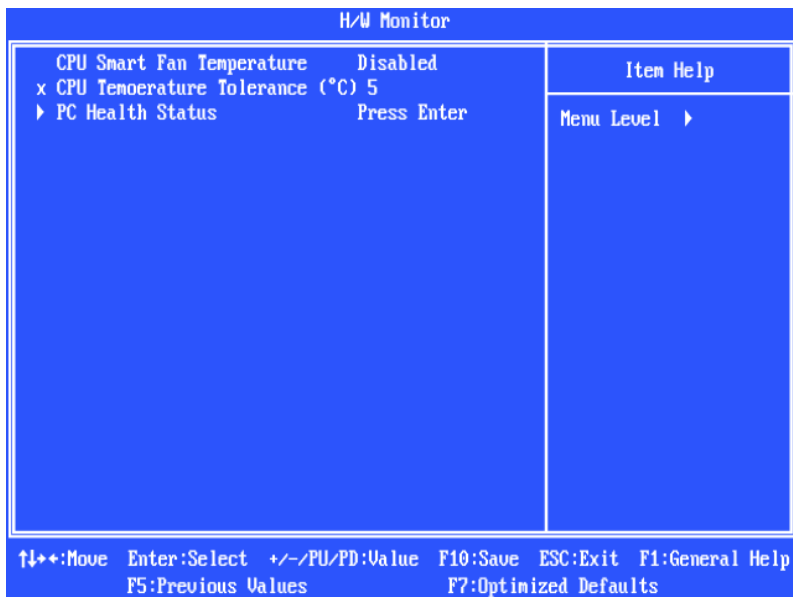 H/W Monitor
CPU Smart Fan Temperature Disabled
x CPU Temoerature Tolerance (°C) 5
▶ PC Health Status Press Enter
Item Help
Menu Level ▶
↑↓→←:Move Enter:Select +/-/PU/PD:Value F10:Save ESC:Exit F1:General Help
F5:Previous Values F7:Optimized Defaults